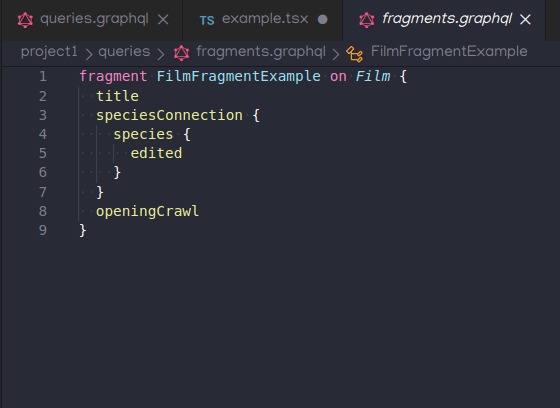 queries.graphql
TS example.tsx
fragments.graphql
project1 > queries > fragments.graphql > FilmFragmentExample
1 fragment FilmFragmentExample on Film {
2 title
3 speciesConnection {
4 species {
5 edited
6 }
7 }
8 openingCrawl
9 }